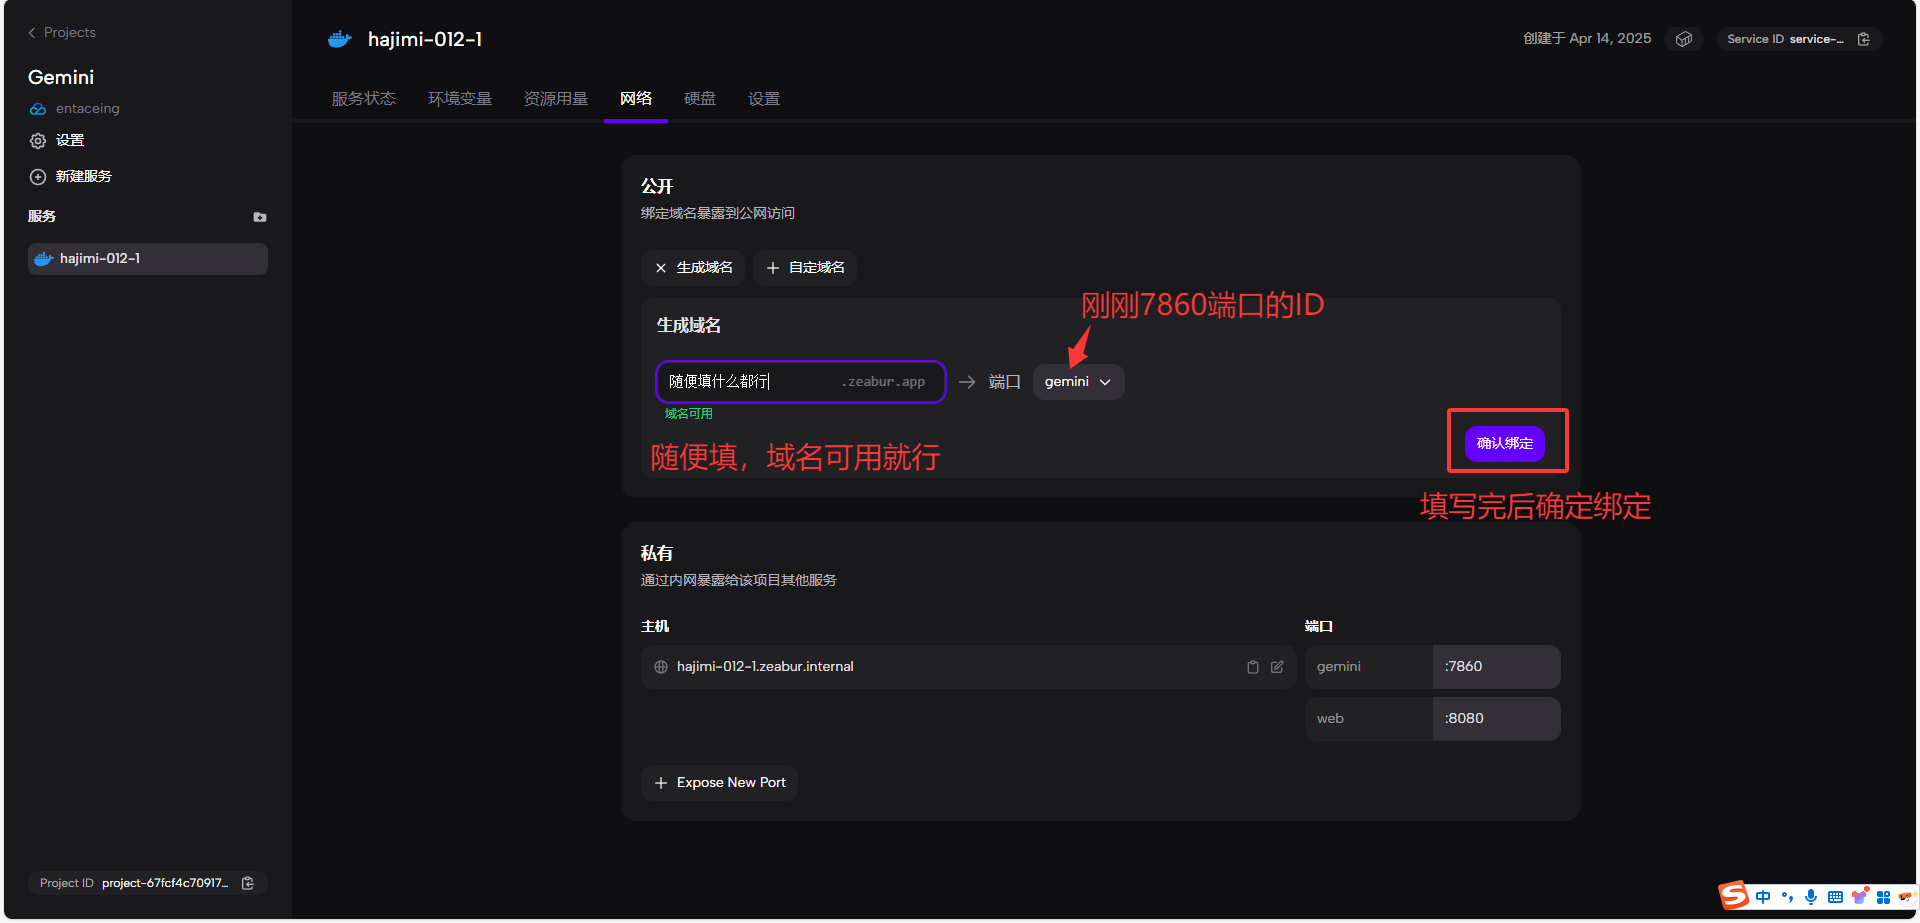 Projects
Gemini
entaceing
设置
新建服务
服务
hajimi-012-1
Project ID project-67fcf4c70917...
hajimi-012-1
创建于 Apr 14, 2025
Service ID service-...
服务状态 环境变量 资源用量 网络 硬盘 设置
公开
绑定域名暴露到公网访问
生成域名 自定域名
刚刚7860端口的ID
生成域名
随便填什么都行 .zeabur.app → 端口 gemini
域名可用
随便填，域名可用就行
确认绑定
填写完后确定绑定
私有
通过内网暴露给该项目其他服务
主机 端口
hajimi-012-1.zeabur.internal gemini :7860
web :8080
Expose New Port
中